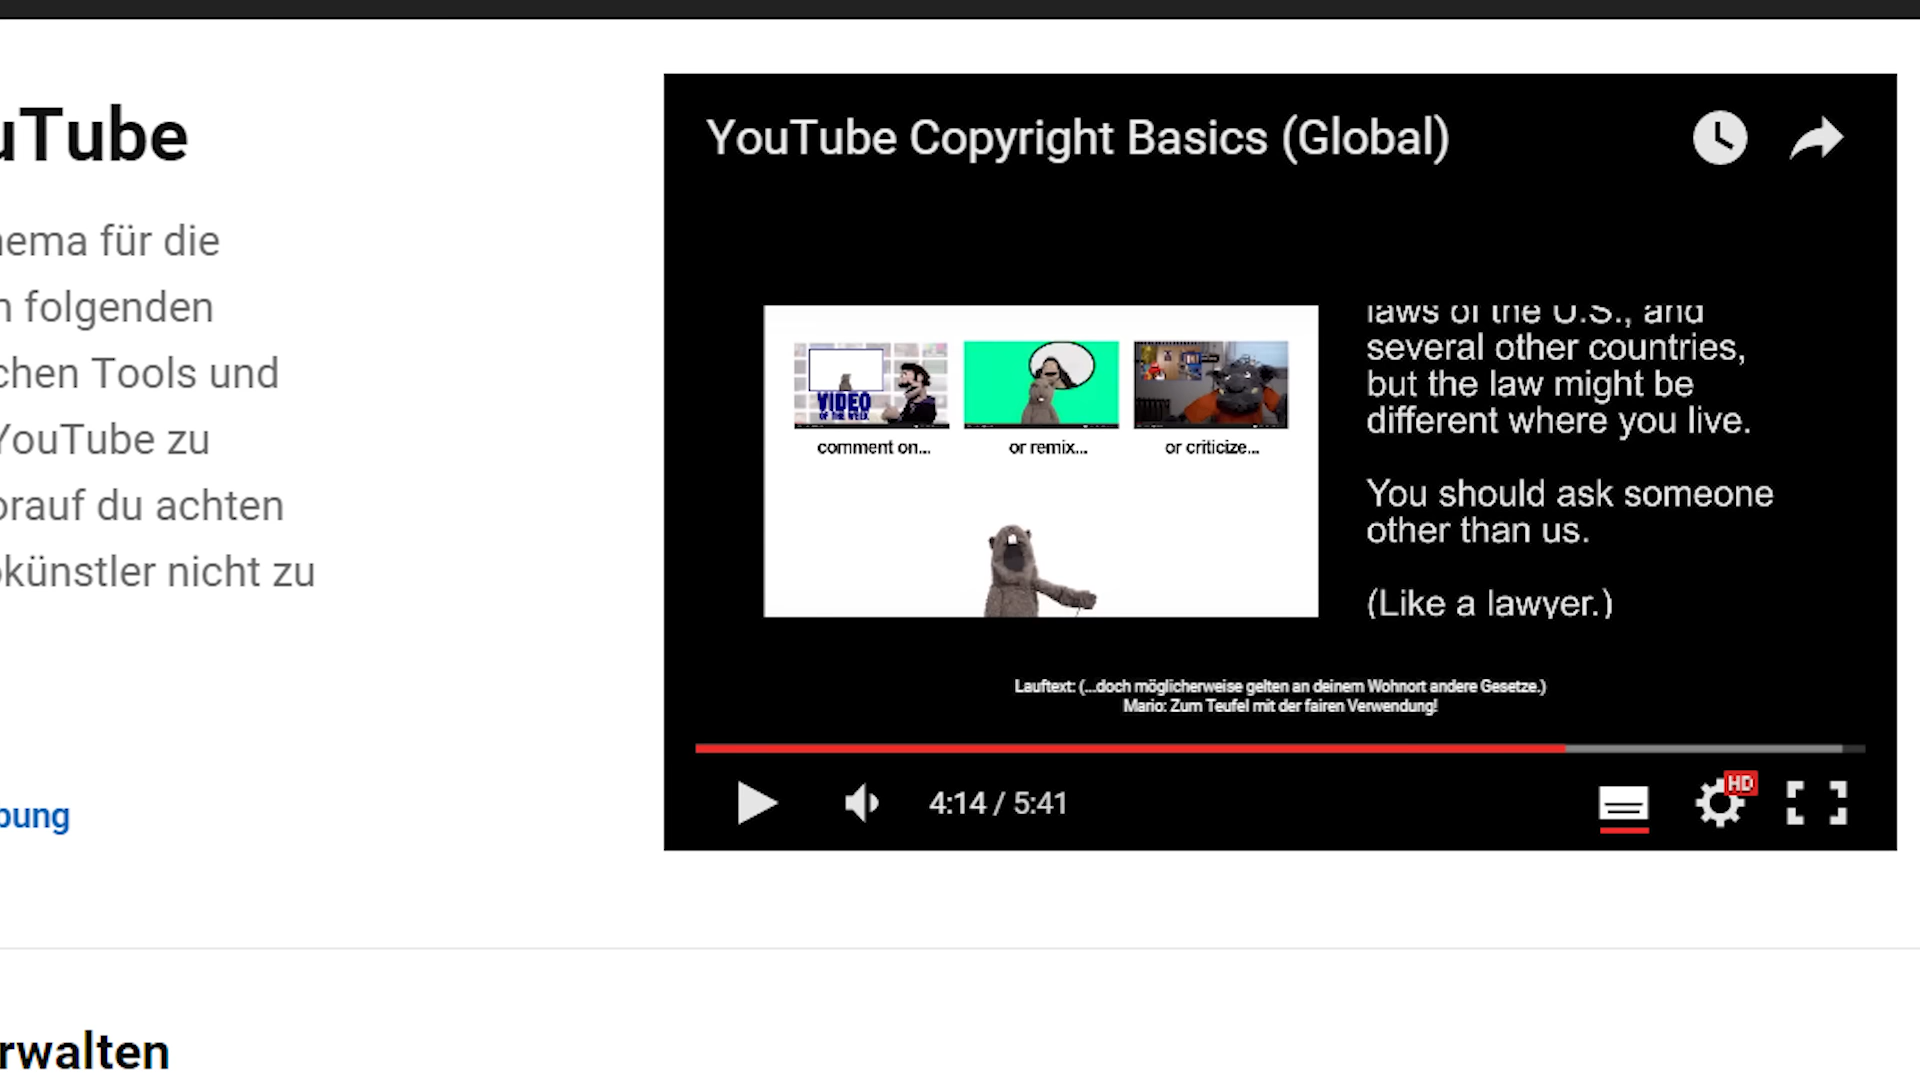 uTube
ema für die
folgenden
chen Tools und
YouTube zu
orauf du achten
künstler nicht zu
bung
rwalten
YouTube Copyright Basics (Global)
VIDEO
OF THE WEEK
comment on...
or remix...
or criticize...
laws of the U.S., and
several other countries,
but the law might be
different where you live.
You should ask someone
other than us.
(Like a lawyer.)
Lauftext: (...doch möglicherweise gelten an deinem Wohnort andere Gesetze.)
Mario: Zum Teufel mit der fairen Verwendung!
4:14 / 5:41
HD